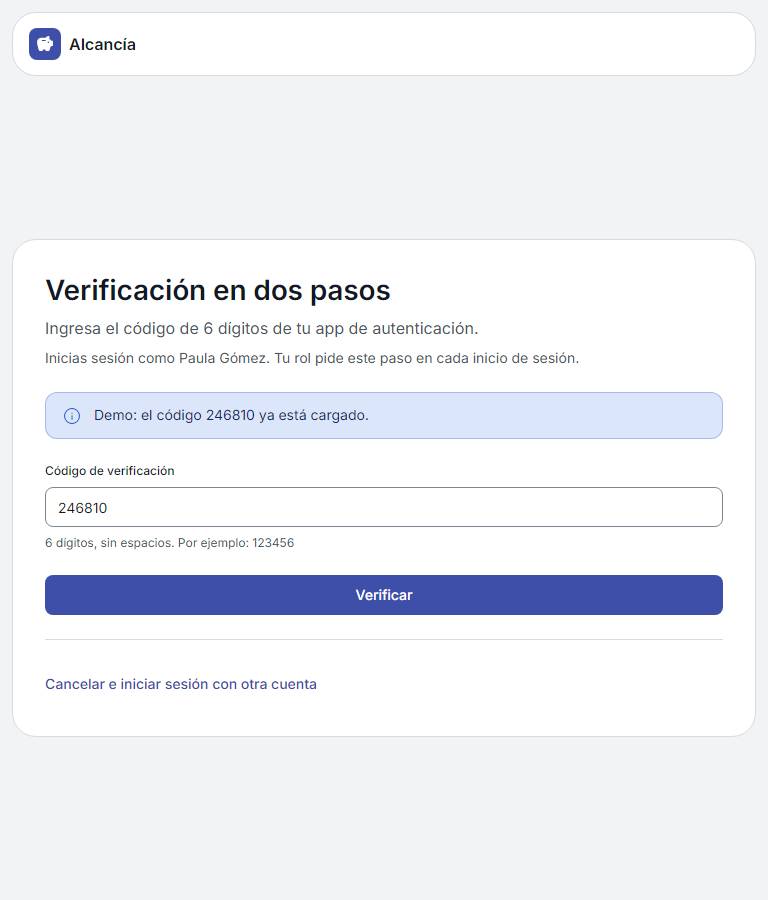 Alcancía
Verificación en dos pasos
Ingresa el código de 6 dígitos de tu app de autenticación.
Inicias sesión como Paula Gómez. Tu rol pide este paso en cada inicio de sesión.
Demo: el código 246810 ya está cargado.
Código de verificación
246810
6 dígitos, sin espacios. Por ejemplo: 123456
Verificar
Cancelar e iniciar sesión con otra cuenta